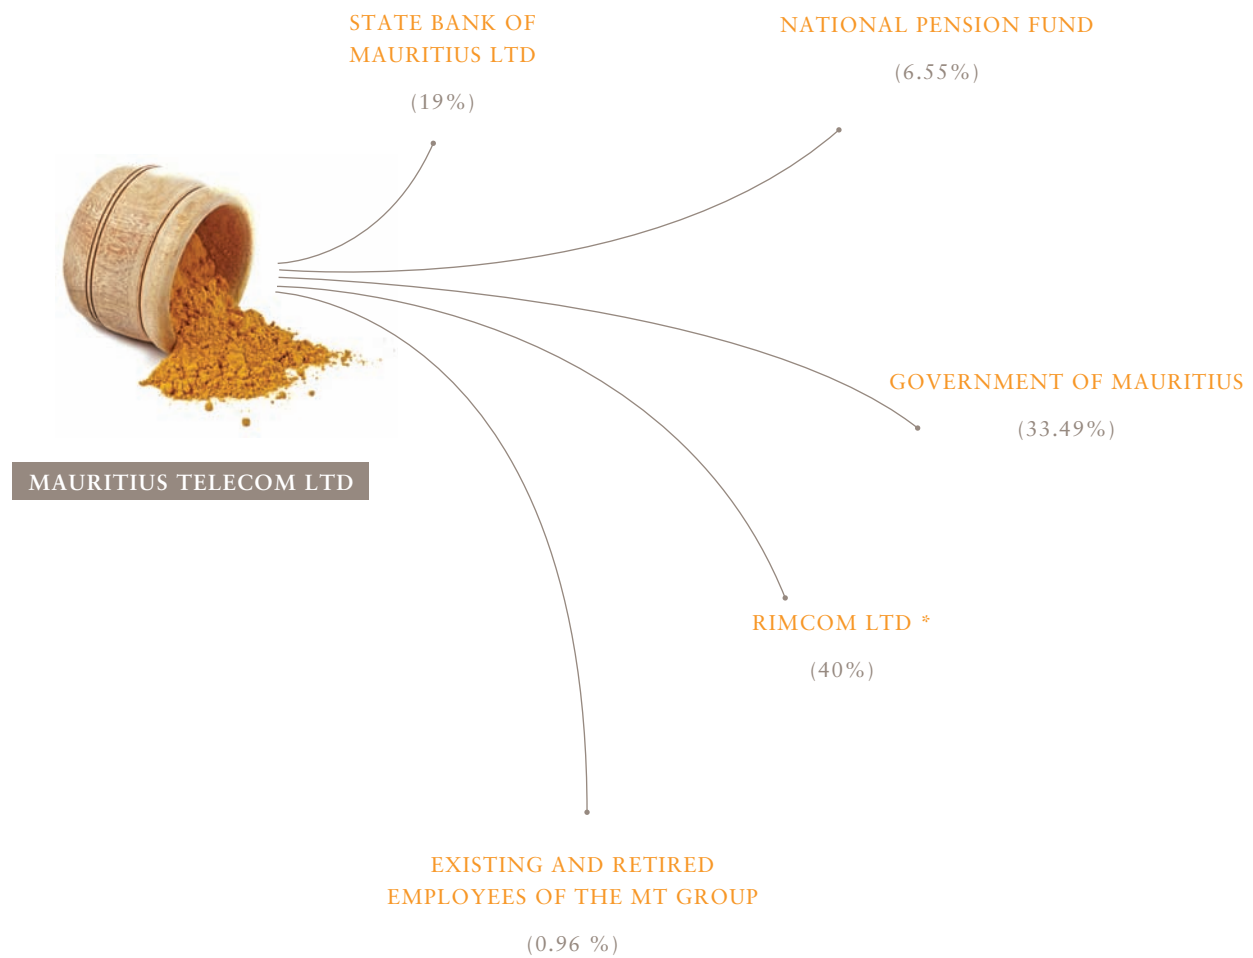 STATE BANK OF
MAURITIUS LTD
(19%)
NATIONAL PENSION FUND
(6.55%)
GOVERNMENT OF MAURITIUS
(33.49%)
MAURITIUS TELECOM LTD
RIMCOM LTD *
(40%)
EXISTING AND RETIRED
EMPLOYEES OF THE MT GROUP
(0.96 %)